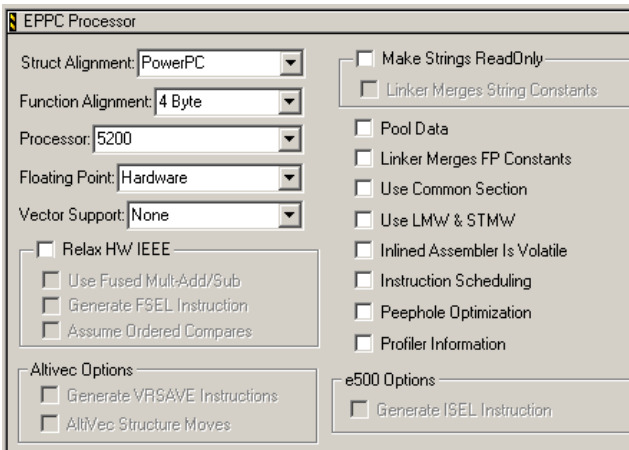 EPPC Processor
Struct Alignment: PowerPC
Function Alignment: 4 Byte
Processor: 5200
Floating Point: Hardware
Vector Support: None
Relax HW IEEE
Use Fused Mult-Add/Sub
Generate FSEL Instruction
Assume Ordered Compares
Altivec Options
Generate VRSAVE Instructions
AltiVec Structure Moves
Make Strings ReadOnly
Linker Merges String Constants
Pool Data
Linker Merges FP Constants
Use Common Section
Use LMW & STMW
Inlined Assembler Is Volatile
Instruction Scheduling
Peephole Optimization
Profiler Information
e500 Options
Generate ISEL Instruction